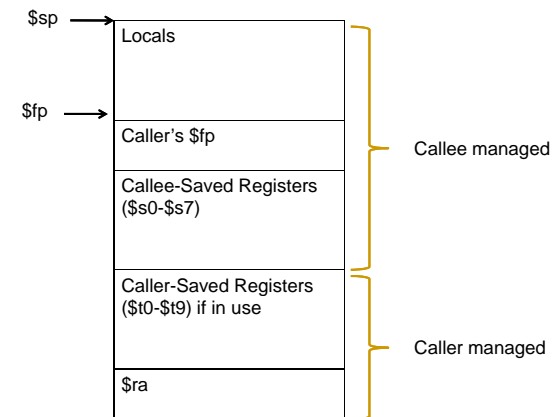 $sp
Locals
$fp
Caller's $fp
Callee managed
Callee-Saved Registers
($s0-$s7)
Caller-Saved Registers
($t0-$t9) if in use
Caller managed
$ra